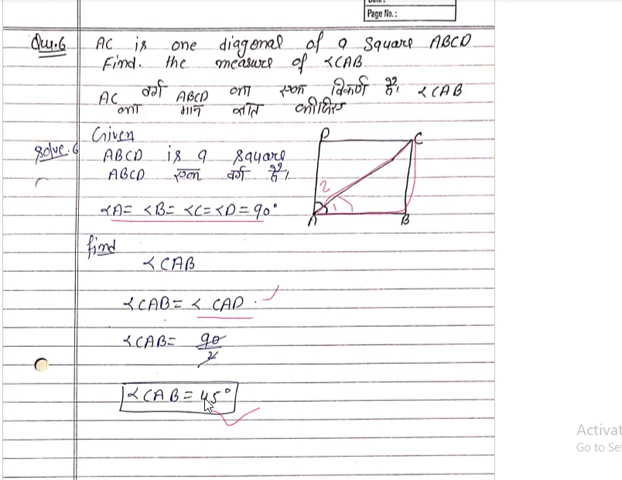 Page No.:
Qu.6 AC is one diagonal of a square ABCD
Find. the measure of ∠CAB
AC वर्ग ABCD का एक विकर्ण है। ∠CAB
का मान ज्ञात कीजिए
Given
Solve.6 ABCD is a square
ABCD एक वर्ग है।
D C
2
1
A B
∠A= ∠B= ∠C= ∠D= 90°
find
∠CAB
∠CAB = ∠ CAD.
∠CAB = 90
2
∠CAB = 45°
Activat
Go to Set